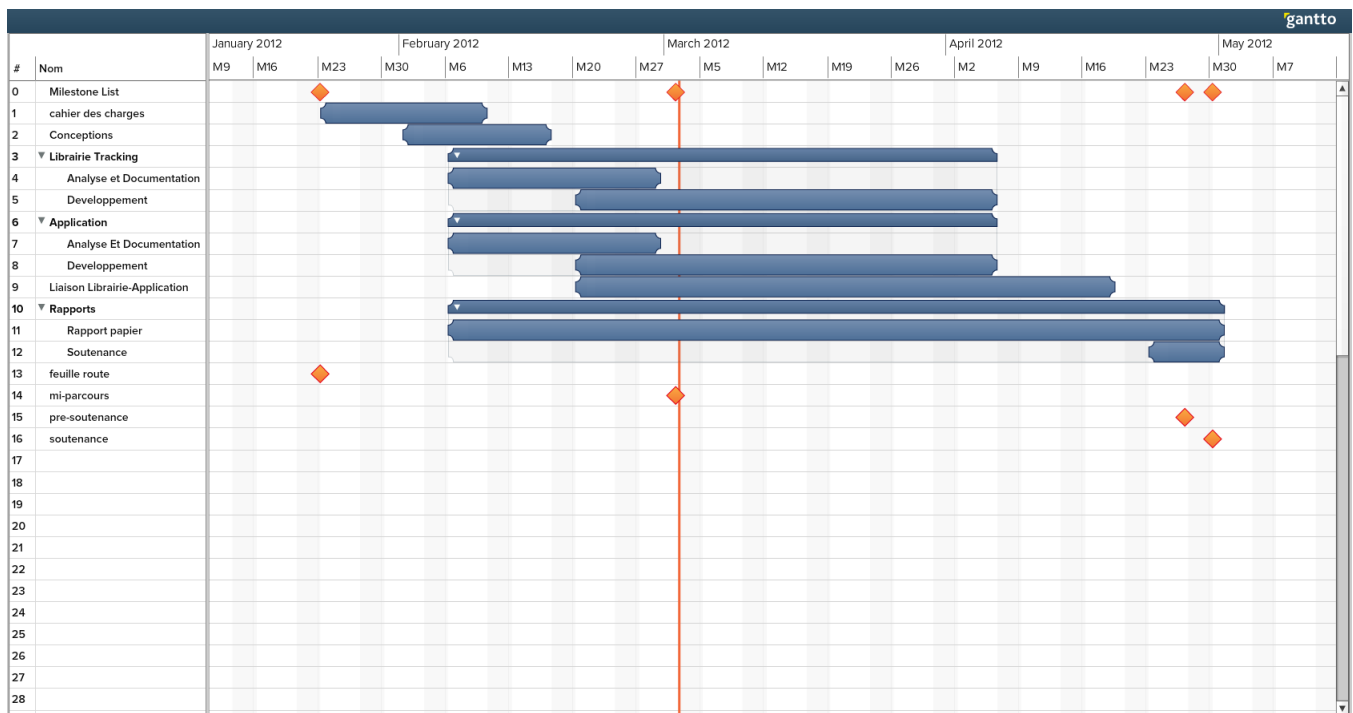 gantto
January 2012 February 2012 March 2012 April 2012 May 2012
# Nom M9 M16 M23 M30 M6 M13 M20 M27 M5 M12 M19 M26 M2 M9 M16 M23 M30 M7
0 Milestone List
1 cahier des charges
2 Conceptions
3 Librairie Tracking
4 Analyse et Documentation
5 Developpement
6 Application
7 Analyse Et Documentation
8 Developpement
9 Liaison Librairie-Application
10 Rapports
11 Rapport papier
12 Soutenance
13 feuille route
14 mi-parcours
15 pre-soutenance
16 soutenance
17
18
19
20
21
22
23
24
25
26
27
28